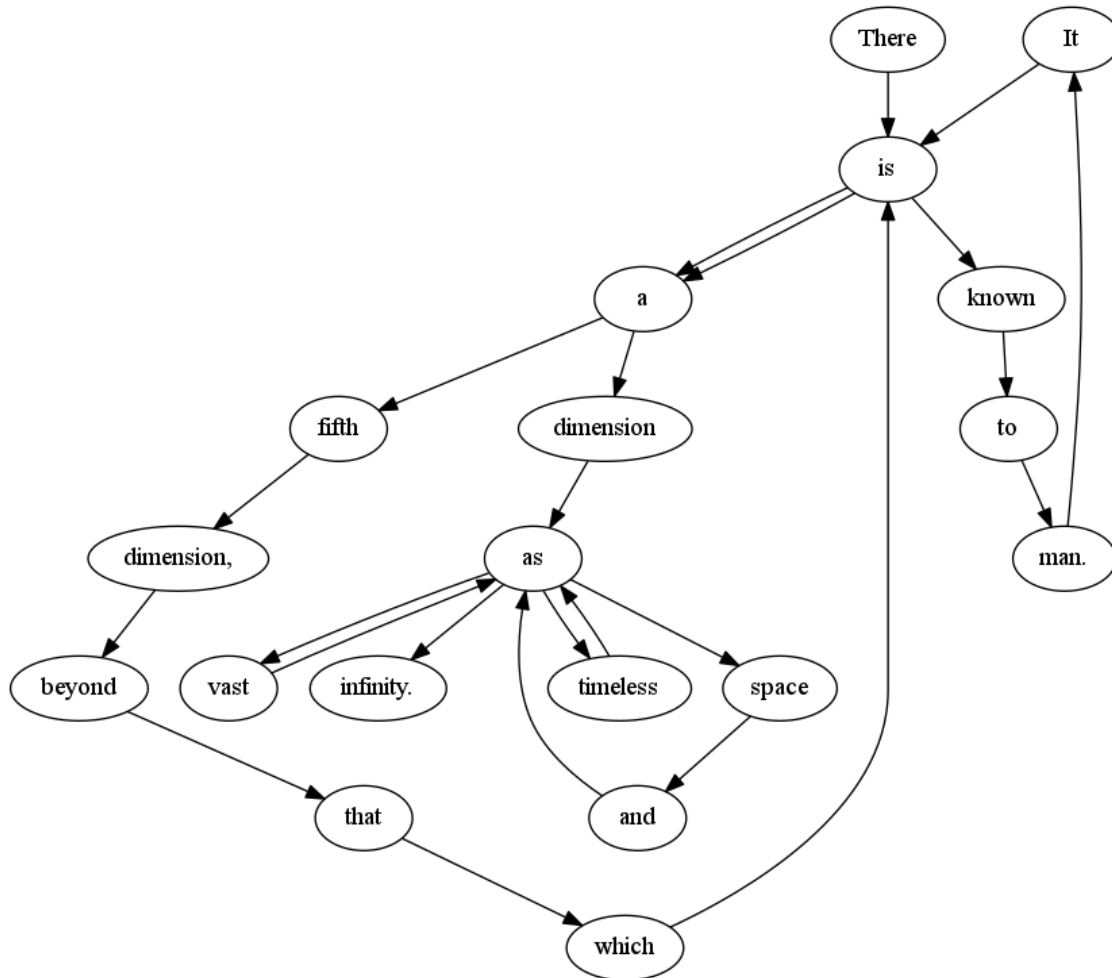 There
It
is
a
known
fifth
dimension
to
dimension,
as
man.
beyond
vast
infinity.
timeless
space
that
and
which